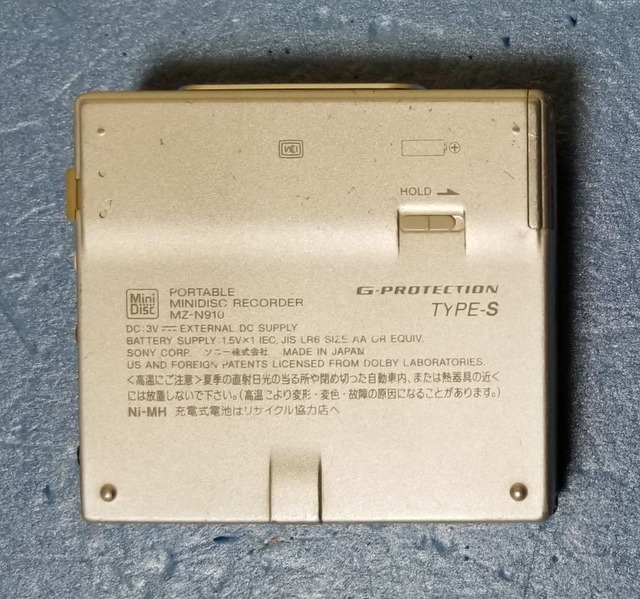 VCI
HOLD
Mini
Disc
PORTABLE
MINIDISC RECORDER
MZ-N910
G-PROTECTION
TYPE-S
DC:3V EXTERNAL DC SUPPLY
BATTERY SUPPLY:1.5V×1 IEC, JIS LR6 SIZE AA OR EQUIV.
SONY CORP. ソニー株式会社 MADE IN JAPAN
US AND FOREIGN PATENTS LICENSED FROM DOLBY LABORATORIES.
<高温にご注意>夏季の直射日光の当る所や閉め切った自動車内、または熱器具の近く
には放置しないで下さい。(高温により変形・変色・故障の原因になることがあります。)
Ni-MH 充電式電池はリサイクル協力店へ